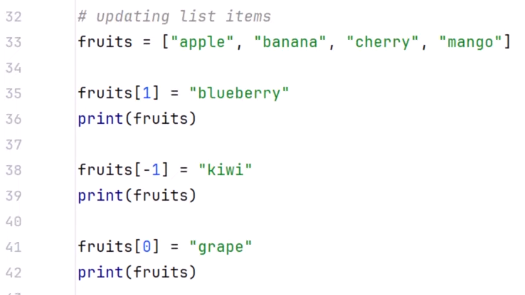 32 # updating list items
33 fruits = ["apple", "banana", "cherry", "mango"]
34
35 fruits[1] = "blueberry"
36 print(fruits)
37
38 fruits[-1] = "kiwi"
39 print(fruits)
40
41 fruits[0] = "grape"
42 print(fruits)